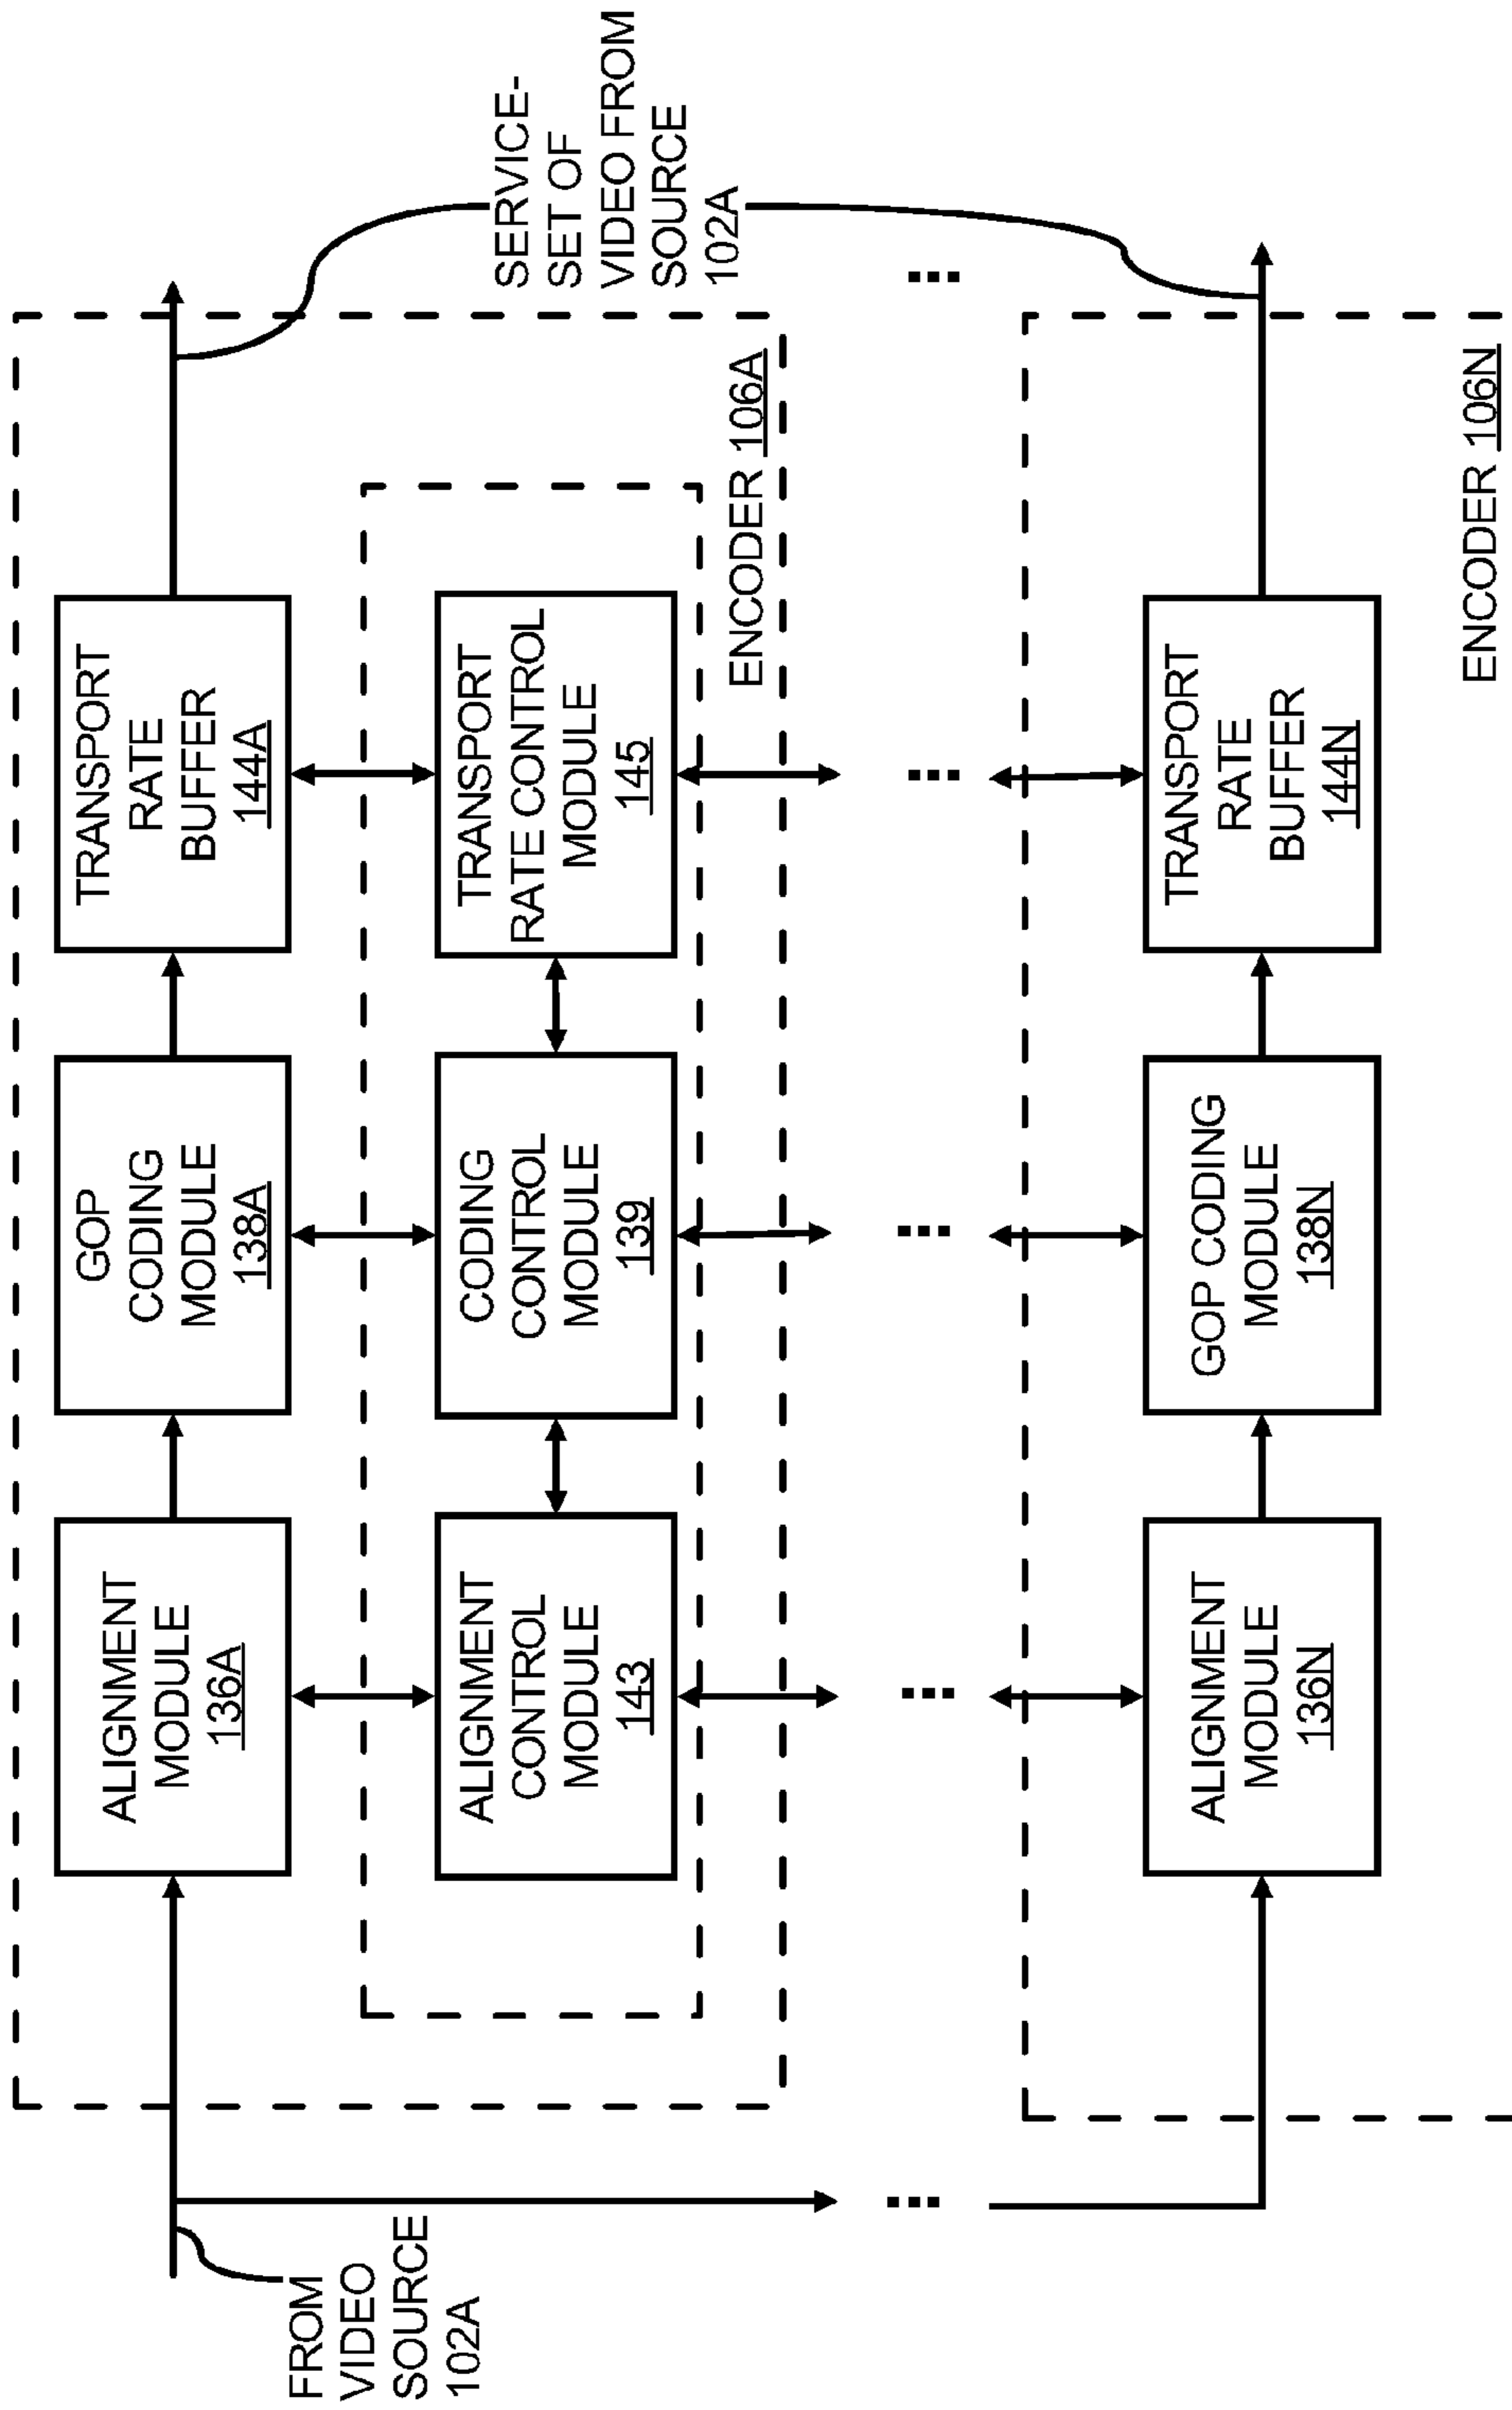 FROM
VIDEO
SOURCE
102A
ALIGNMENT
MODULE
136A
GOP
CODING
MODULE
138A
TRANSPORT
RATE
BUFFER
144A
ALIGNMENT
CONTROL
MODULE
143
CODING
CONTROL
MODULE
139
TRANSPORT
RATE CONTROL
MODULE
145
ENCODER 106A
SERVICE-
SET OF
VIDEO FROM
SOURCE
102A
ALIGNMENT
MODULE
136N
GOP CODING
MODULE
138N
TRANSPORT
RATE
BUFFER
144N
ENCODER 106N